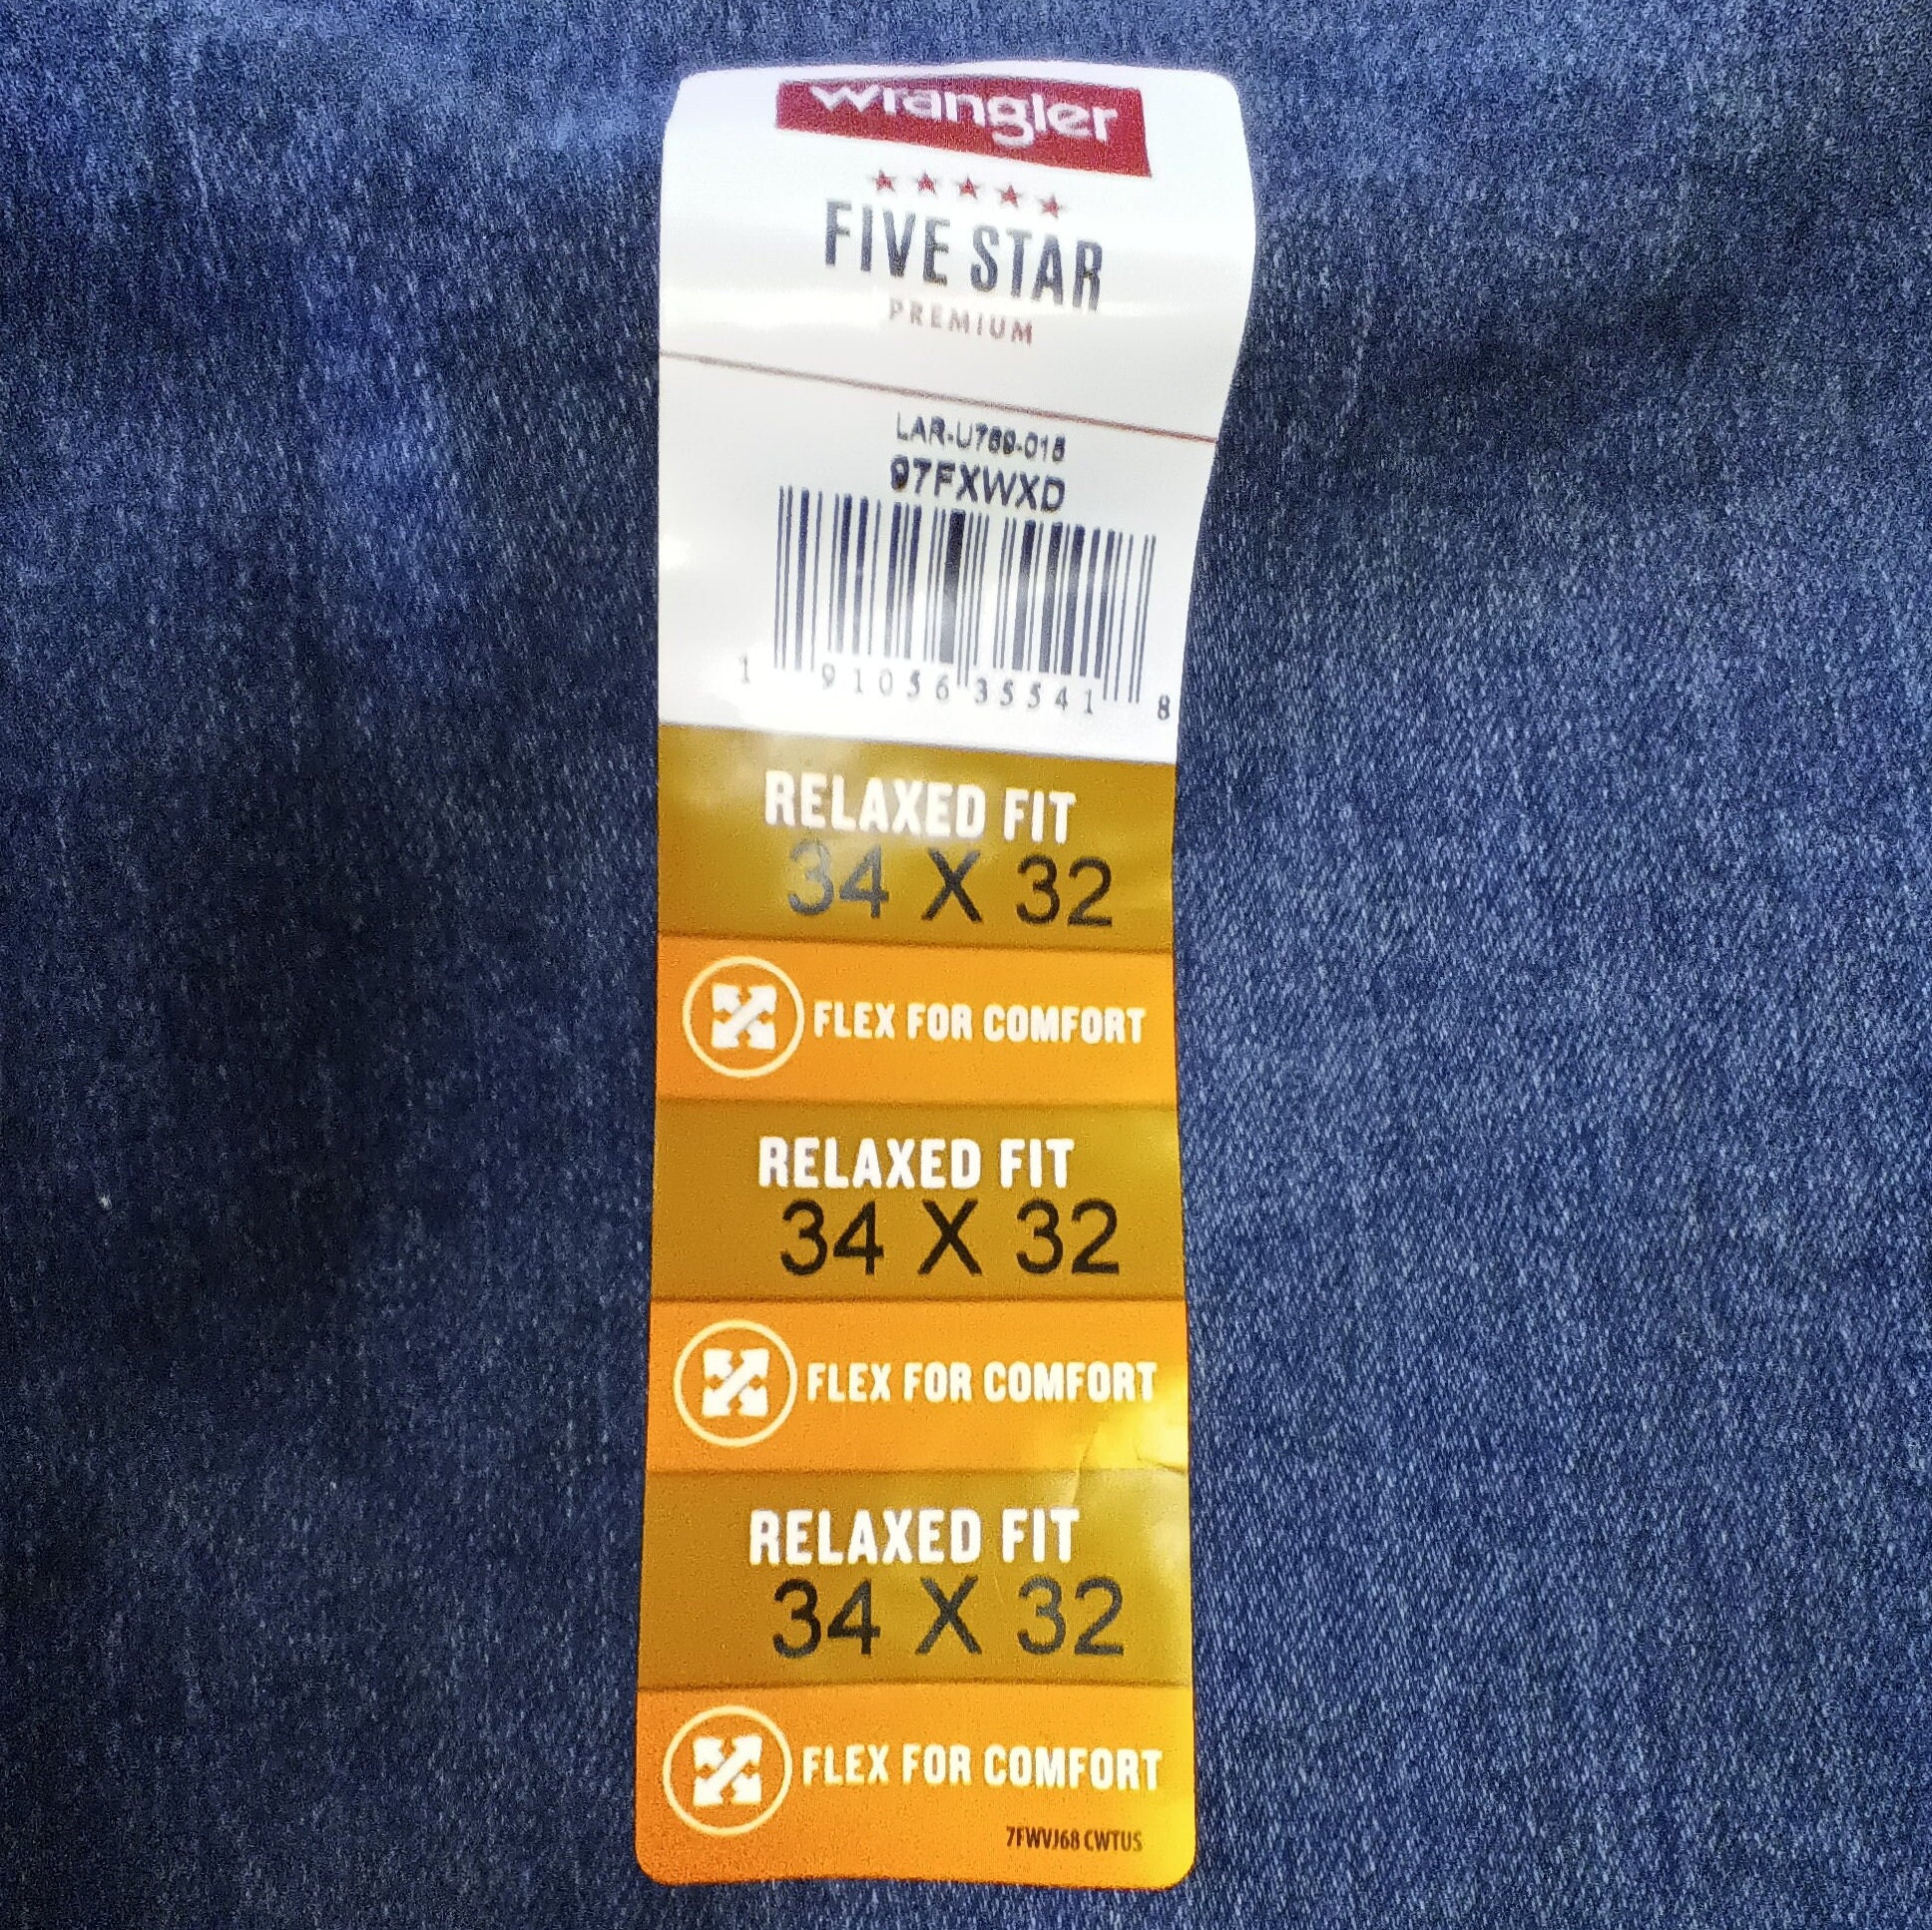 wrangler
FIVE STAR
PREMIUM
LAR-U769-016
97FXWXD
1 91056 35541 8
RELAXED FIT
34 X 32
FLEX FOR COMFORT
RELAXED FIT
34 X 32
FLEX FOR COMFORT
RELAXED FIT
34 X 32
FLEX FOR COMFORT
7FWVJ68 CWTUS